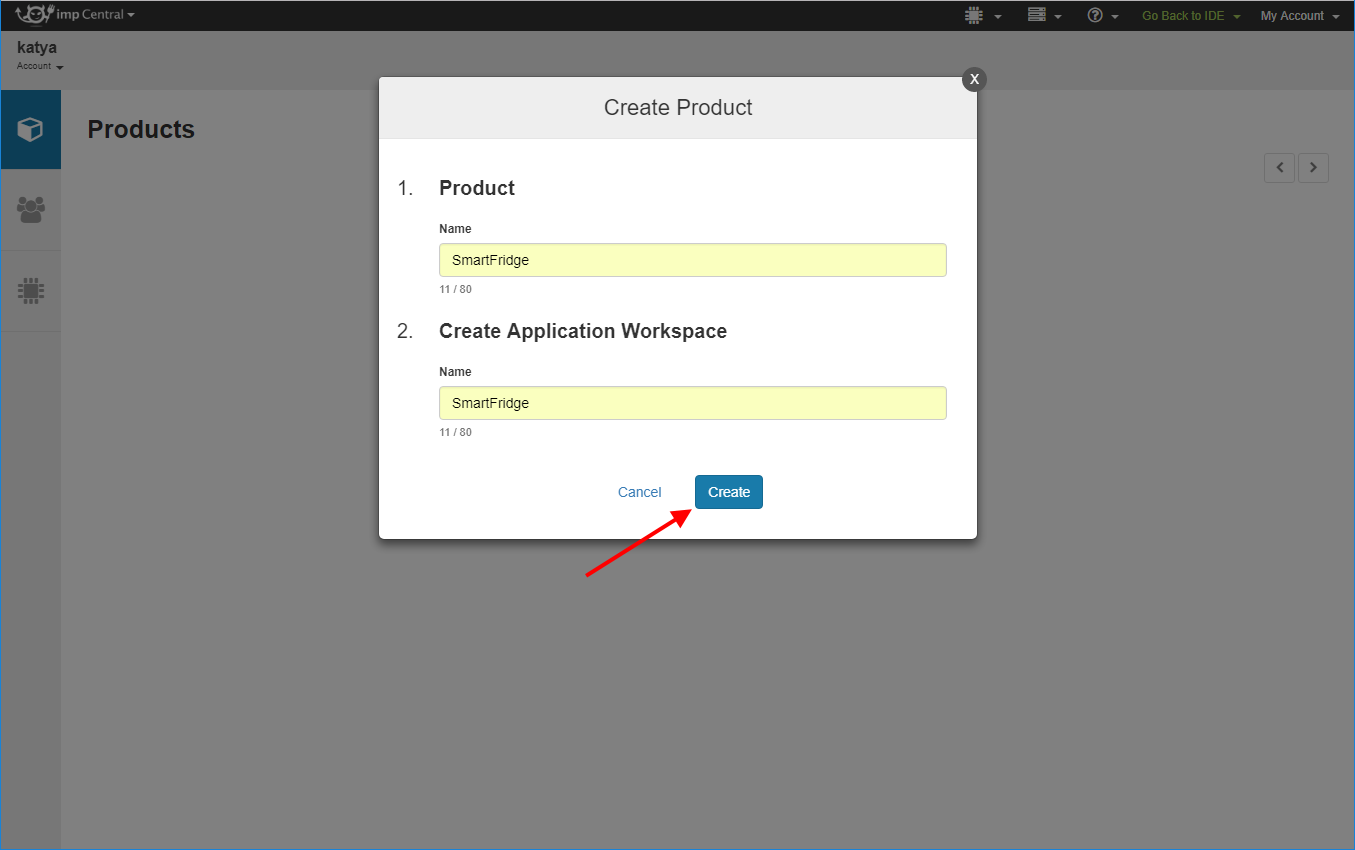 imp Central
Go Back to IDE
My Account
katya
Account
X
Create Product
Products
1. Product
Name
SmartFridge
11 / 80
2. Create Application Workspace
Name
SmartFridge
11 / 80
Cancel
Create